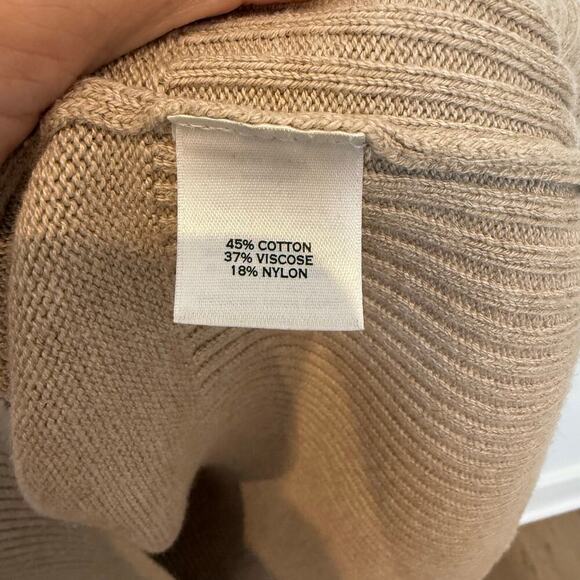 45% COTTON
37% VISCOSE
18% NYLON